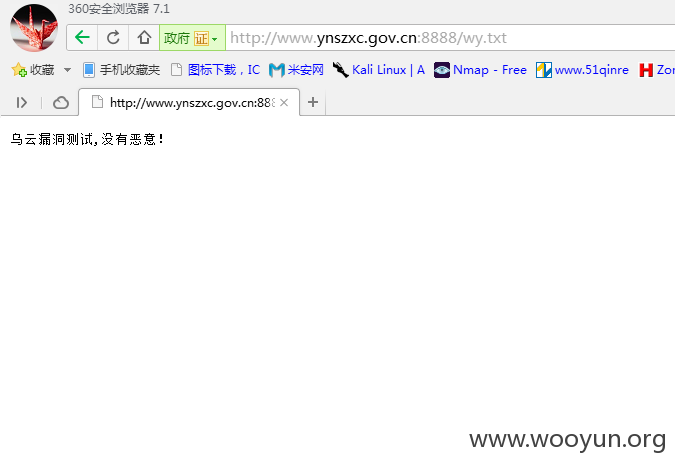 360安全浏览器 7.1
政府 证 http://www.ynszxc.gov.cn:8888/wy.txt
收藏 手机收藏夹 图标下载，IC 米安网 Kali Linux | A Nmap - Free www.51qinre Zor
http://www.ynszxc.gov.cn:888
乌云漏洞测试,没有恶意!
www.wooyun.org